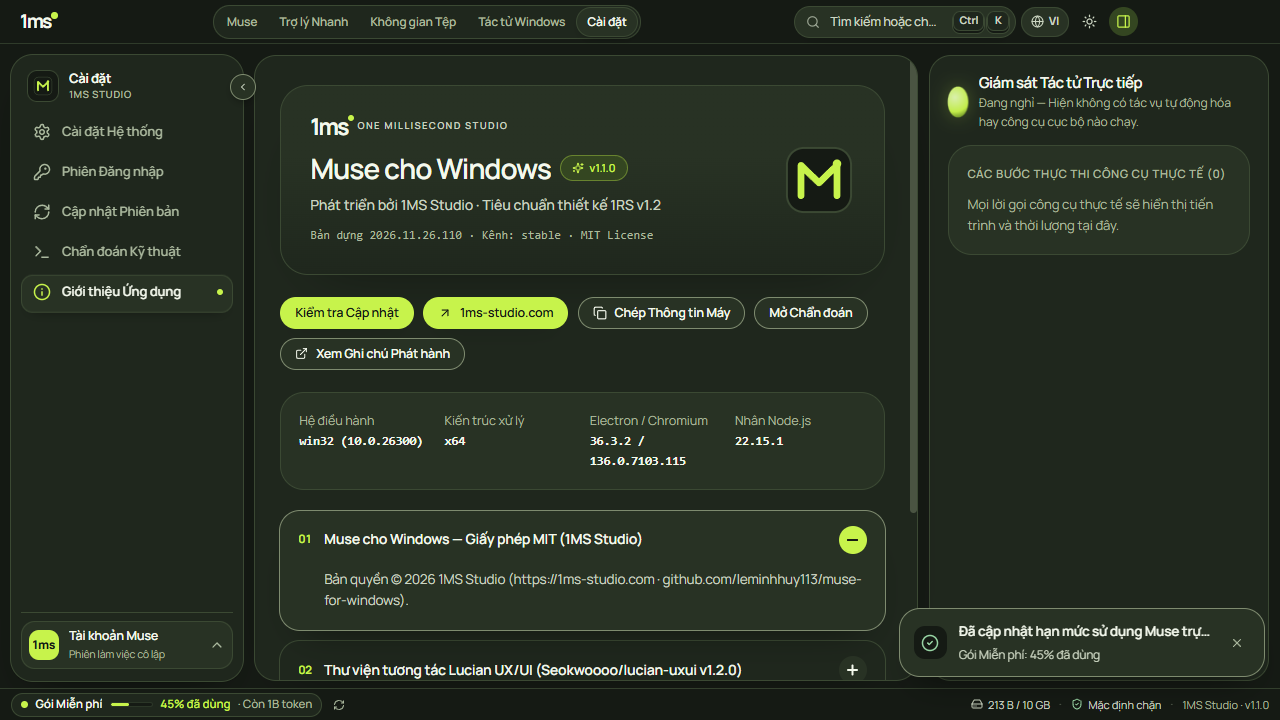 1ms
Muse
Trợ lý Nhanh
Không gian Tệp
Tác tử Windows
Cài đặt
Tìm kiếm hoặc ch...
Ctrl
K
VI
Cài đặt
1MS STUDIO
Cài đặt Hệ thống
Phiên Đăng nhập
Cập nhật Phiên bản
Chẩn đoán Kỹ thuật
Giới thiệu Ứng dụng
1ms
Tài khoản Muse
Phiên làm việc cô lập
1ms ONE MILLISECOND STUDIO
Muse cho Windows
v1.1.0
Phát triển bởi 1MS Studio · Tiêu chuẩn thiết kế 1RS v1.2
Bản dựng 2026.11.26.110 · Kênh: stable · MIT License
Kiểm tra Cập nhật
1ms-studio.com
Chép Thông tin Máy
Mở Chẩn đoán
Xem Ghi chú Phát hành
Hệ điều hành
win32 (10.0.26300)
Kiến trúc xử lý
x64
Electron / Chromium
36.3.2 /
136.0.7103.115
Nhân Node.js
22.15.1
01 Muse cho Windows — Giấy phép MIT (1MS Studio)
Bản quyền © 2026 1MS Studio (https://1ms-studio.com · github.com/leminhhuy113/muse-
for-windows).
02 Thư viện tương tác Lucian UX/UI (Seokwoooo/lucian-uxui v1.2.0)
Giám sát Tác tử Trực tiếp
Đang nghỉ — Hiện không có tác vụ tự động hóa
hay công cụ cục bộ nào chạy.
CÁC BƯỚC THỰC THI CÔNG CỤ THỰC TẾ (0)
Mọi lời gọi công cụ thực tế sẽ hiển thị tiến
trình và thời lượng tại đây.
Đã cập nhật hạn mức sử dụng Muse trự...
Gói Miễn phí: 45% đã dùng
Gói Miễn phí
45% đã dùng
· Còn 1B token
213 B / 10 GB
· Mặc định chặn
· 1MS Studio · v1.1.0